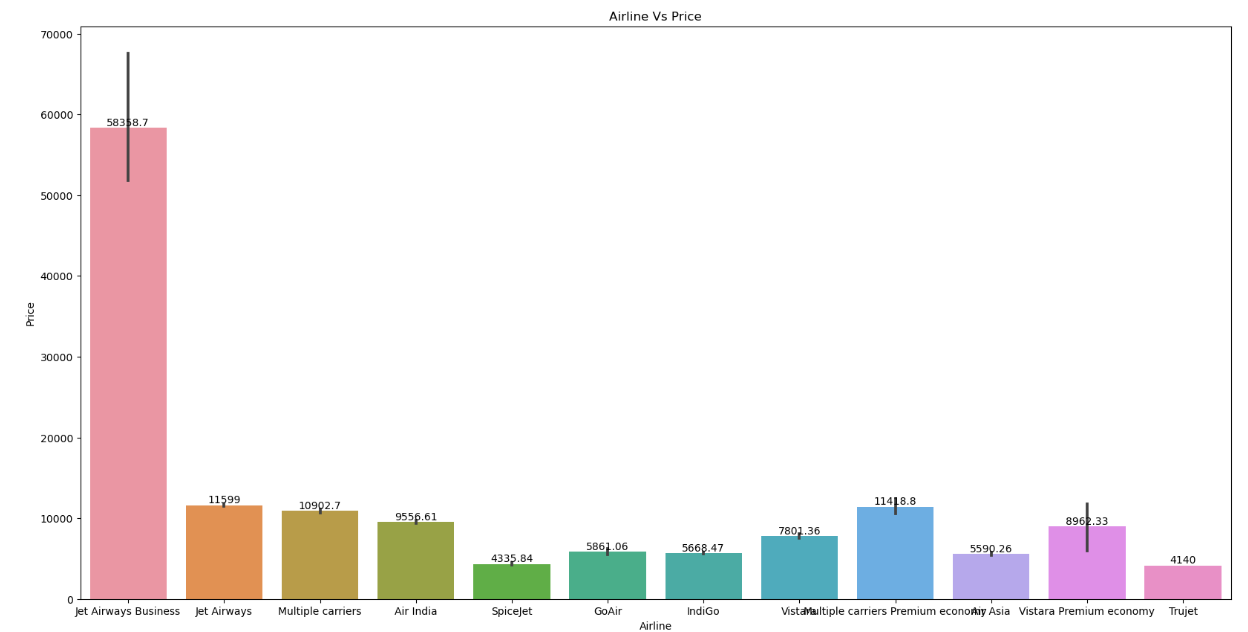 Airline Vs Price
70000
60000
50000
40000
30000
20000
10000
0
Price
58358.7
11599
10902.7
9556.61
4335.84
5861.06
5668.47
7801.36
11418.8
5590.26
8962.33
4140
Jet Airways Business
Jet Airways
Multiple carriers
Air India
SpiceJet
GoAir
IndiGo
Vistara
Multiple carriers Premium economy
Air Asia
Vistara Premium economy
Trujet
Airline